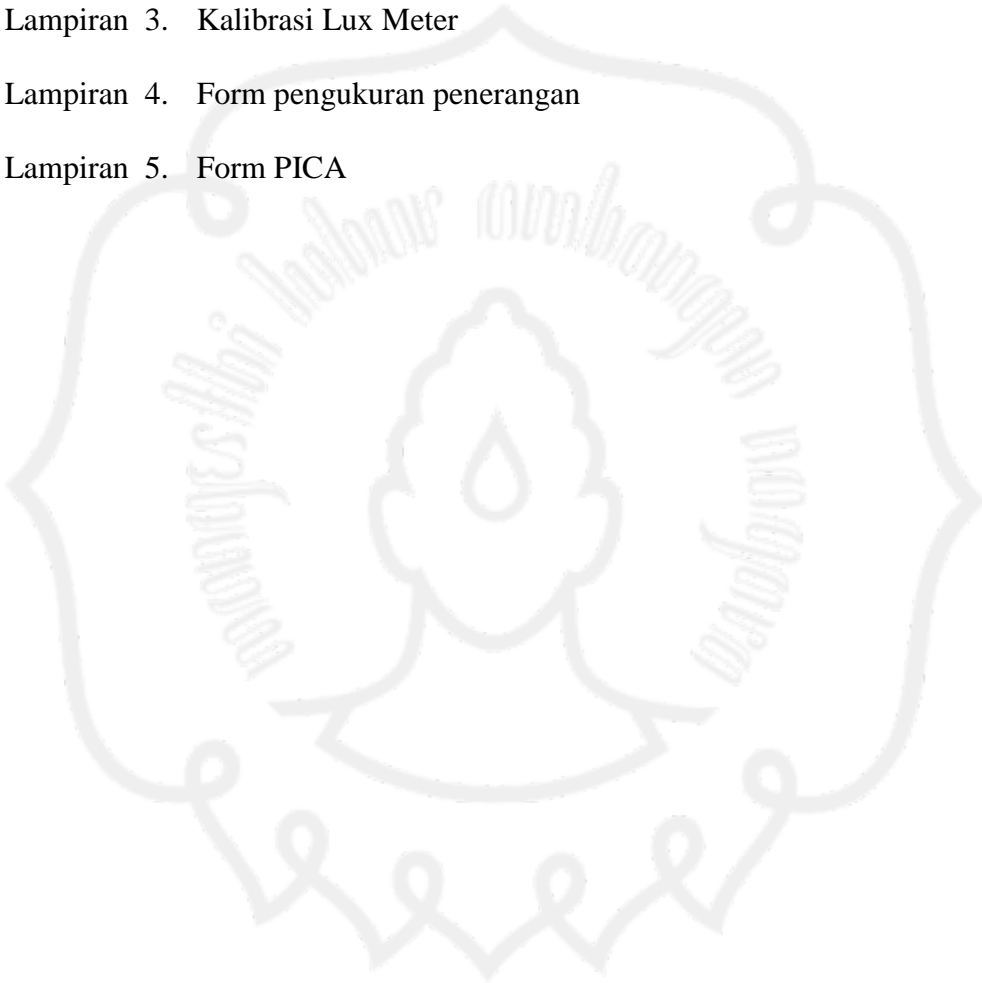 Lampiran 3. Kalibrasi Lux Meter
Lampiran 4. Form pengukuran penerangan
Lampiran 5. Form PICA